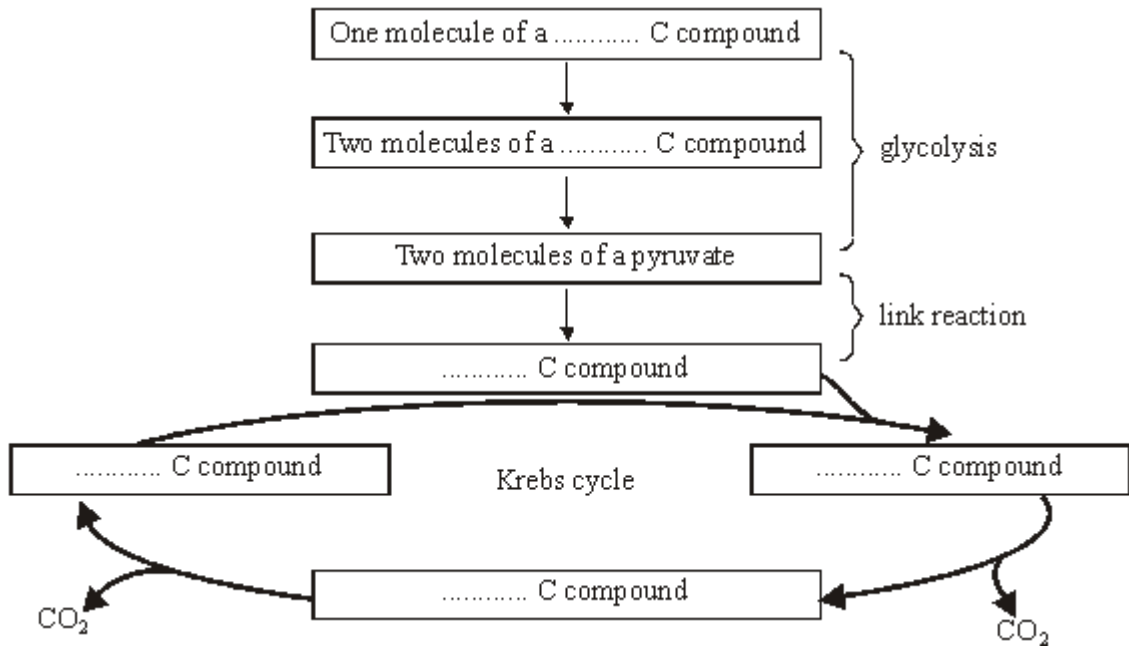 One molecule of a ............ C compound
Two molecules of a ............ C compound
glycolysis
Two molecules of a pyruvate
link reaction
............ C compound
............ C compound
Krebs cycle
............ C compound
............ C compound
CO₂
CO₂